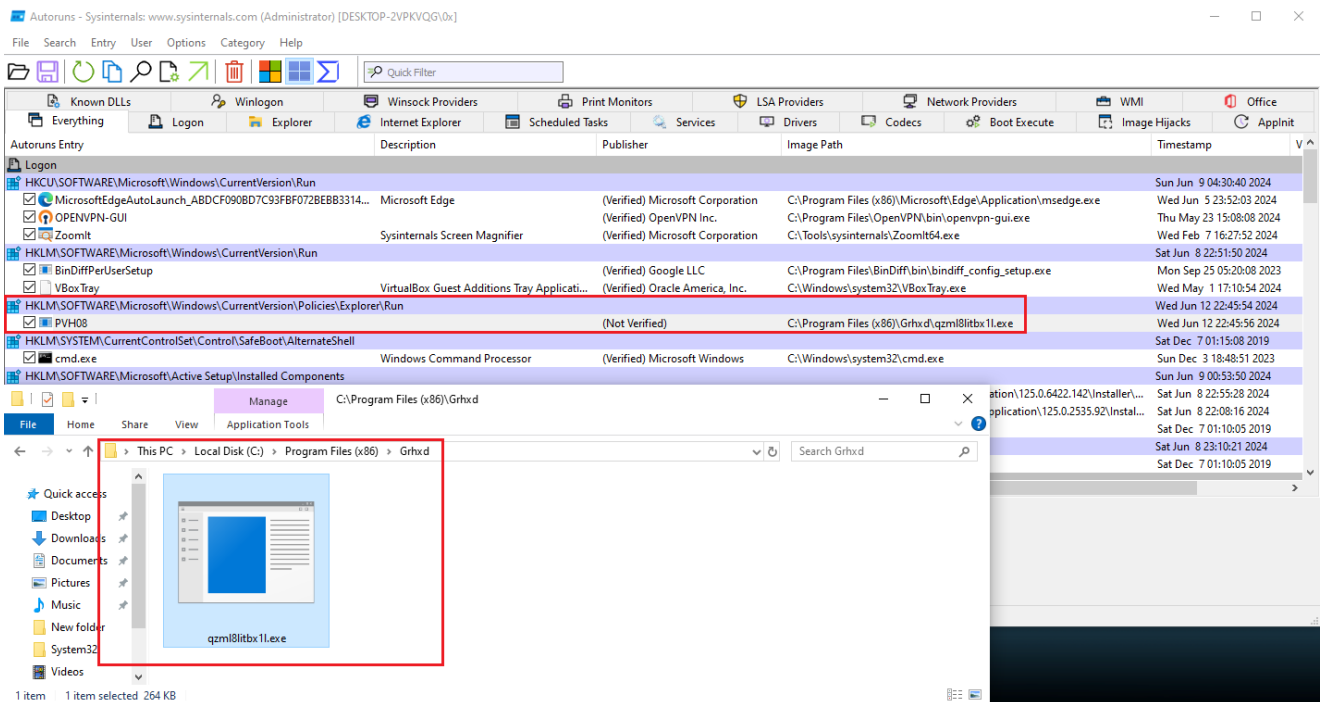 Autoruns - Sysinternals: www.sysinternals.com (Administrator) [DESKTOP-2VPKVQG\0x]
File Search Entry User Options Category Help
Quick Filter
Known DLLs Winlogon Winsock Providers Print Monitors LSA Providers Network Providers WMI Office
Everything Logon Explorer Internet Explorer Scheduled Tasks Services Drivers Codecs Boot Execute Image Hijacks AppInit
Autoruns Entry Description Publisher Image Path Timestamp V
Logon
HKCU\SOFTWARE\Microsoft\Windows\CurrentVersion\Run Sun Jun 9 04:30:40 2024
MicrosoftEdgeAutoLaunch_ABDCF090BD7C93FBF072BEBB3314... Microsoft Edge (Verified) Microsoft Corporation C:\Program Files (x86)\Microsoft\Edge\Application\msedge.exe Wed Jun 5 23:52:03 2024
OPENVPN-GUI (Verified) OpenVPN Inc. C:\Program Files\OpenVPN\bin\openvpn-gui.exe Thu May 23 15:08:08 2024
ZoomIt Sysinternals Screen Magnifier (Verified) Microsoft Corporation C:\Tools\sysinternals\ZoomIt64.exe Wed Feb 7 16:27:52 2024
HKLM\SOFTWARE\Microsoft\Windows\CurrentVersion\Run Sat Jun 8 22:51:50 2024
BinDiffPerUserSetup (Verified) Google LLC C:\Program Files\BinDiff\bin\bindiff_config_setup.exe Mon Sep 25 05:20:08 2023
VBoxTray VirtualBox Guest Additions Tray Applicati... (Verified) Oracle America, Inc. C:\Windows\system32\VBoxTray.exe Wed May 1 17:10:54 2024
HKLM\SOFTWARE\Microsoft\Windows\CurrentVersion\Policies\Explorer\Run Wed Jun 12 22:45:54 2024
PVH08 (Not Verified) C:\Program Files (x86)\Grhxd\qzml8litbx1l.exe Wed Jun 12 22:45:56 2024
HKLM\SYSTEM\CurrentControlSet\Control\SafeBoot\AlternateShell Sat Dec 7 01:15:08 2019
cmd.exe Windows Command Processor (Verified) Microsoft Windows C:\Windows\system32\cmd.exe Sun Dec 3 18:48:51 2023
HKLM\SOFTWARE\Microsoft\Active Setup\Installed Components Sun Jun 9 00:53:50 2024
ation\125.0.6422.142\Installer\... Sat Jun 8 22:55:28 2024
pplication\125.0.2535.92\Instal... Sat Jun 8 22:08:16 2024
Sat Dec 7 01:10:05 2019
Sat Jun 8 23:10:21 2024
Sat Dec 7 01:10:05 2019
Manage C:\Program Files (x86)\Grhxd
File Home Share View Application Tools
This PC Local Disk (C:) Program Files (x86) Grhxd Search Grhxd
Quick access
Desktop
Downloads
Documents
Pictures
Music
New folder
System32
Videos
qzml8litbx1l.exe
1 item 1 item selected 264 KB